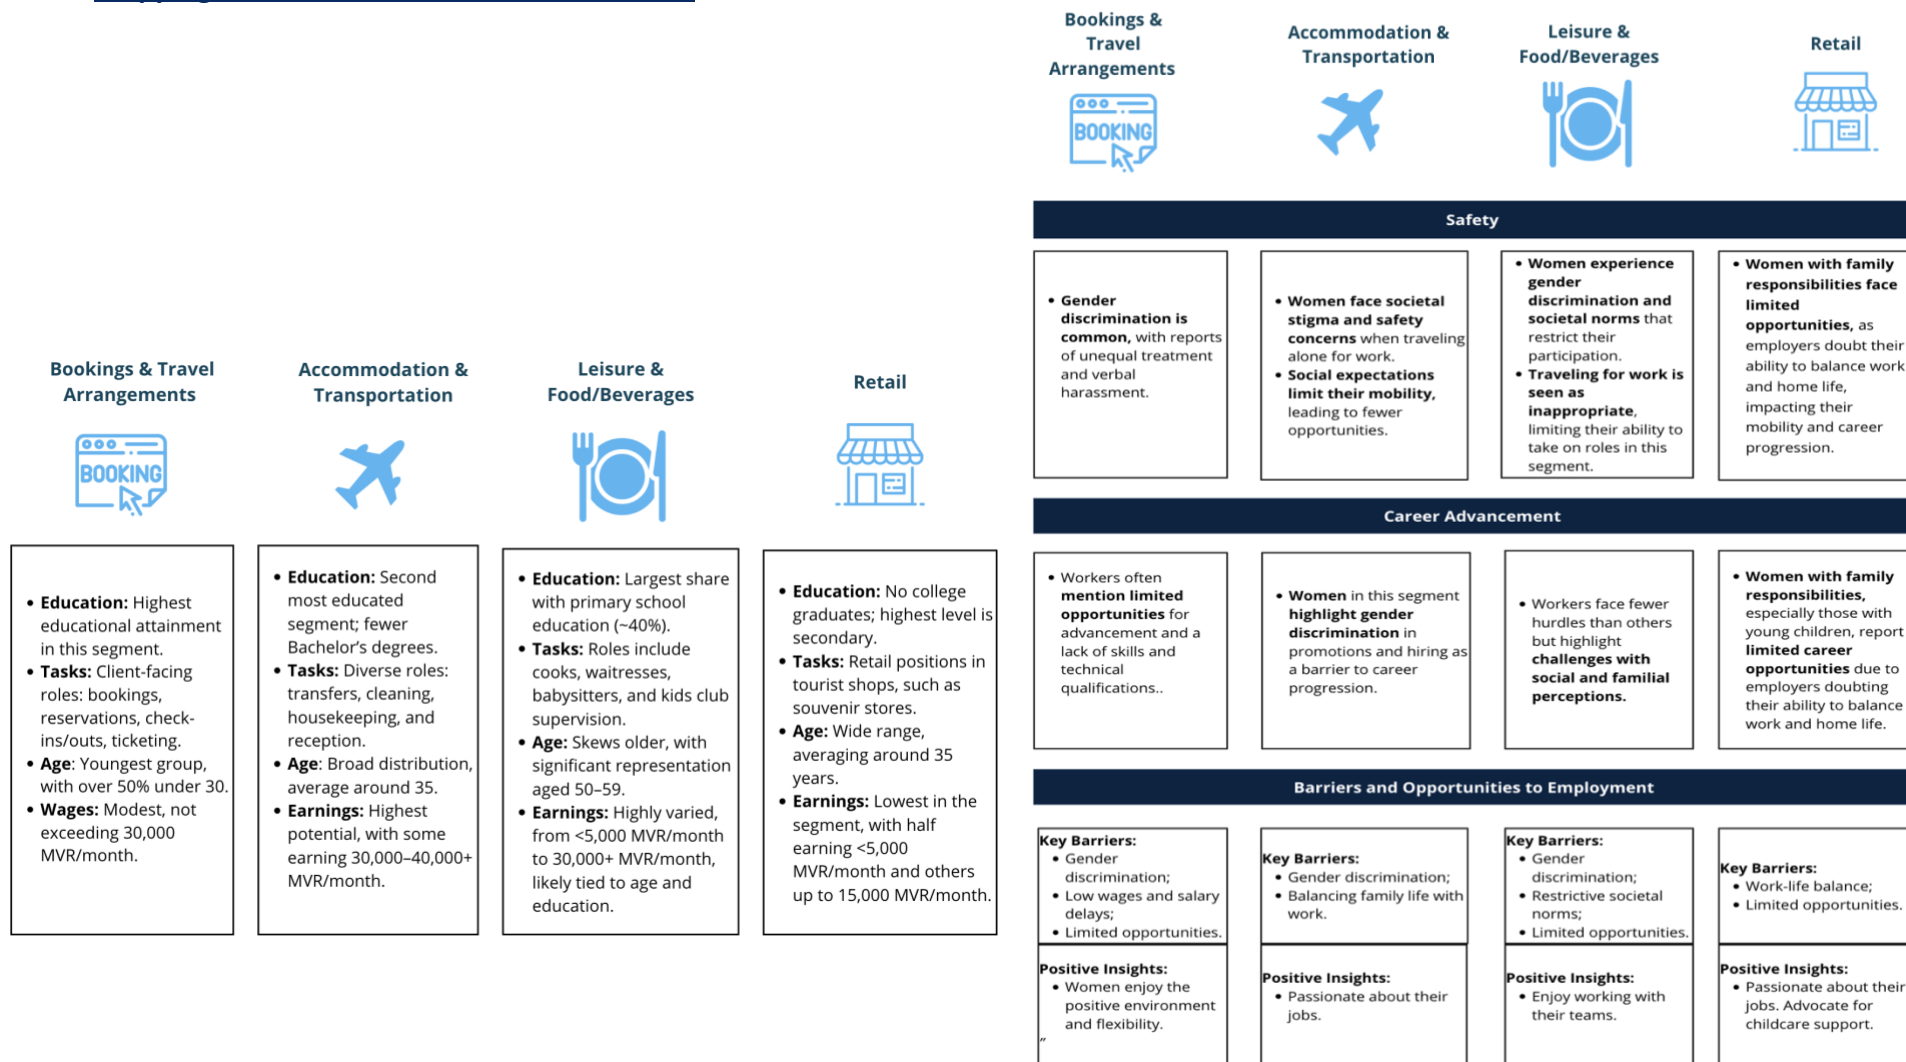 Bookings & Travel
Arrangements
Accommodation &
Transportation
Leisure &
Food/Beverages
Retail
BOOKING
• Education: Highest
educational attainment
in this segment.
• Tasks: Client-facing
roles: bookings,
reservations, check-
ins/outs, ticketing.
• Age: Youngest group,
with over 50% under 30.
• Wages: Modest, not
exceeding 30,000
MVR/month.
• Education: Second
most educated
segment; fewer
Bachelor's degrees.
• Tasks: Diverse roles:
transfers, cleaning,
housekeeping, and
reception.
• Age: Broad distribution,
average around 35.
• Earnings: Highest
potential, with some
earning 30,000–40,000+
MVR/month.
• Education: Largest share
with primary school
education (~40%).
• Tasks: Roles include
cooks, waitresses,
babysitters, and kids club
supervision.
• Age: Skews older, with
significant representation
aged 50–59.
• Earnings: Highly varied,
from <5,000 MVR/month
to 30,000+ MVR/month,
likely tied to age and
education.
• Education: No college
graduates; highest level is
secondary.
• Tasks: Retail positions in
tourist shops, such as
souvenir stores.
• Age: Wide range,
averaging around 35
years.
• Earnings: Lowest in the
segment, with half
earning <5,000
MVR/month and others
up to 15,000 MVR/month.
Bookings &
Travel
Arrangements
Accommodation &
Transportation
Leisure &
Food/Beverages
Retail
BOOKING
Safety
• Gender
discrimination is
common, with reports
of unequal treatment
and verbal
harassment.
• Women face societal
stigma and safety
concerns when traveling
alone for work.
• Social expectations
limit their mobility,
leading to fewer
opportunities.
• Women experience
gender
discrimination and
societal norms that
restrict their
participation.
• Traveling for work is
seen as
inappropriate,
limiting their ability to
take on roles in this
segment.
• Women with family
responsibilities face
limited
opportunities, as
employers doubt their
ability to balance work
and home life,
impacting their
mobility and career
progression.
Career Advancement
• Workers often
mention limited
opportunities for
advancement and a
lack of skills and
technical
qualifications..
• Women in this segment
highlight gender
discrimination in
promotions and hiring as
a barrier to career
progression.
• Workers face fewer
hurdles than others
but highlight
challenges with
social and familial
perceptions.
• Women with family
responsibilities,
especially those with
young children, report
limited career
opportunities due to
employers doubting
their ability to balance
work and home life.
Barriers and Opportunities to Employment
Key Barriers:
• Gender
discrimination;
• Low wages and salary
delays;
• Limited opportunities.
Key Barriers:
• Gender discrimination;
• Balancing family life with
work.
Key Barriers:
• Gender
discrimination;
• Restrictive societal
norms;
• Limited opportunities.
Key Barriers:
• Work-life balance;
• Limited opportunities.
Positive Insights:
• Women enjoy the
positive environment
and flexibility.
”
Positive Insights:
• Passionate about their
jobs.
Positive Insights:
• Enjoy working with
their teams.
Positive Insights:
• Passionate about their
jobs. Advocate for
childcare support.